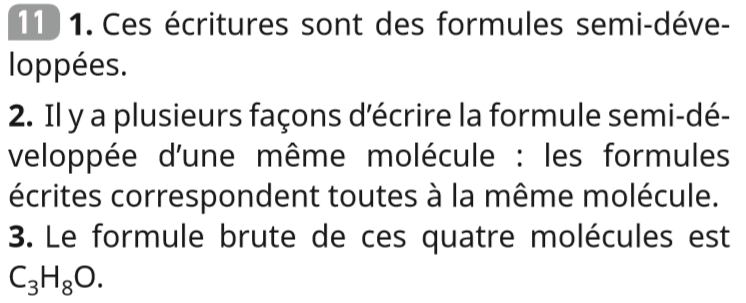 11 1. Ces écritures sont des formules semi-déve-
loppées.
2. Il y a plusieurs façons d’écrire la formule semi-dé-
veloppée d’une même molécule : les formules
écrites correspondent toutes à la même molécule.
3. Le formule brute de ces quatre molécules est
C₃H₈O.